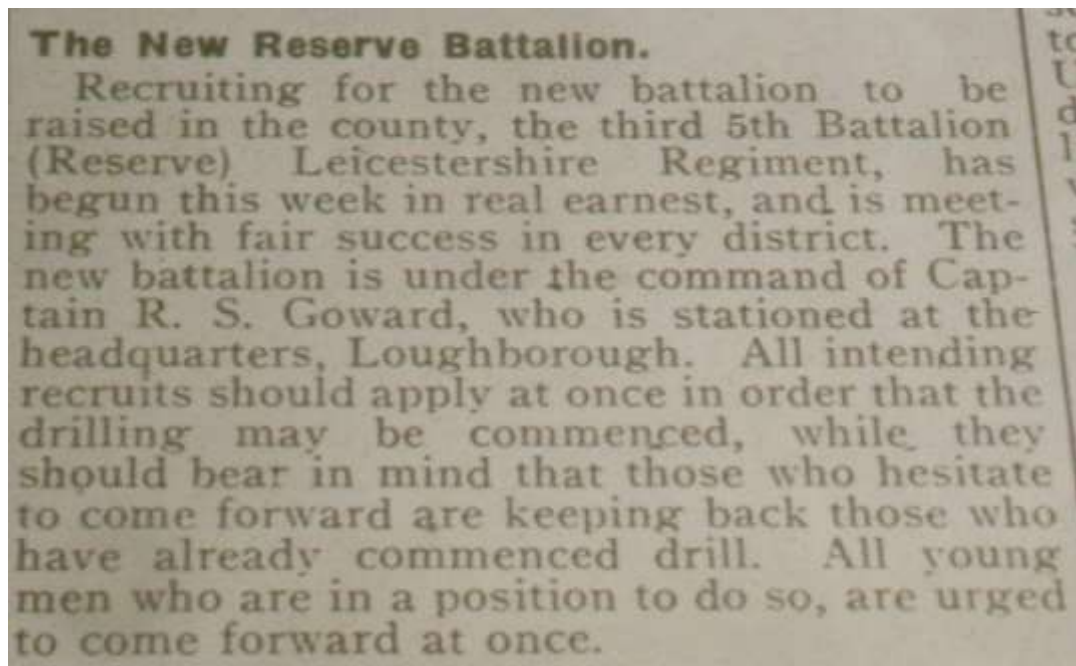 The New Reserve Battalion.
Recruiting for the new battalion to be
raised in the county, the third 5th Battalion
(Reserve) Leicestershire Regiment, has
begun this week in real earnest, and is meet-
ing with fair success in every district. The
new battalion is under the command of Cap-
tain R. S. Goward, who is stationed at the
headquarters, Loughborough. All intending
recruits should apply at once in order that the
drilling may be commenced, while they
should bear in mind that those who hesitate
to come forward are keeping back those who
have already commenced drill. All young
men who are in a position to do so, are urged
to come forward at once.